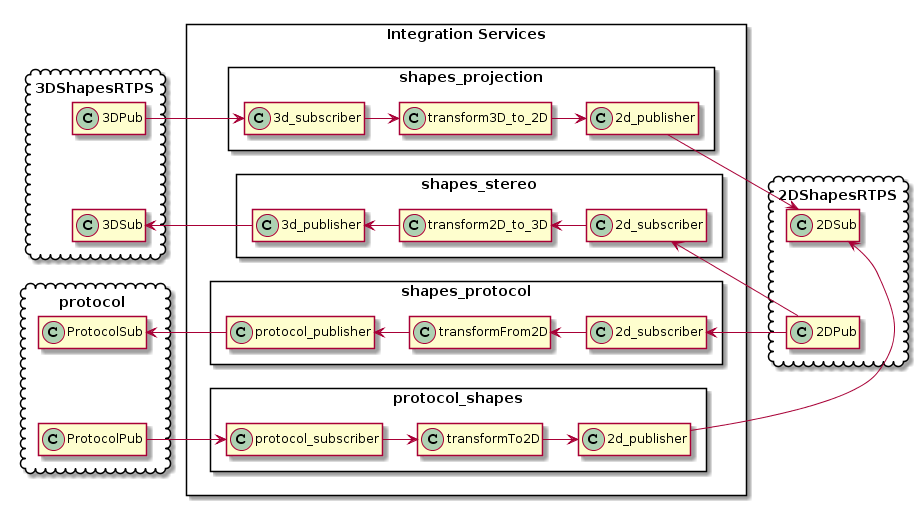 Integration Services
3DShapesRTPS
C 3DPub
C 3DSub
protocol
C ProtocolSub
C ProtocolPub
shapes_projection
C 3d_subscriber
C transform3D_to_2D
C 2d_publisher
shapes_stereo
C 3d_publisher
C transform2D_to_3D
C 2d_subscriber
shapes_protocol
C protocol_publisher
C transformFrom2D
C 2d_subscriber
protocol_shapes
C protocol_subscriber
C transformTo2D
C 2d_publisher
2DShapesRTPS
C 2DSub
C 2DPub